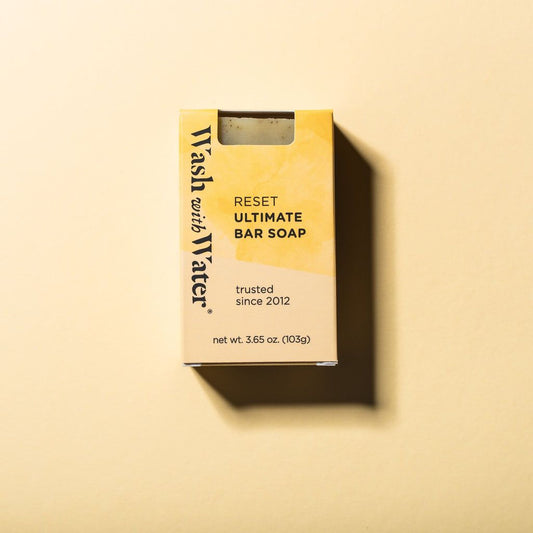 Wash with Water®
RESET
ULTIMATE
BAR SOAP
trusted
since 2012
net wt. 3.65 oz. (103g)